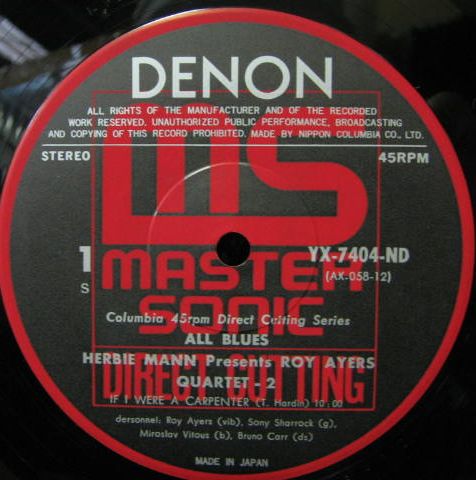 DENON
ALL RIGHTS OF THE MANUFACTURER AND OF THE RECORDED
WORK RESERVED. UNAUTHORIZED PUBLIC PERFORMANCE, BROADCASTING
AND COPYING OF THIS RECORD PROHIBITED. MADE BY NIPPON COLUMBIA CO., LTD.
STEREO 45RPM
MS
1 YX-7404-ND
S (AX-058-12)
MASTER
SONIC
Columbia 45rpm Direct Cutting Series
ALL BLUES
HERBIE MANN Presents ROY AYERS
DIRECT CUTTING
QUARTET - 2
IF I WERE A CARPENTER (T. Hardin) 10:00
dersonnel: Roy Ayers (vib), Sony Sharrock (g),
Miroslav Vitous (b), Bruno Carr (ds)
MADE IN JAPAN